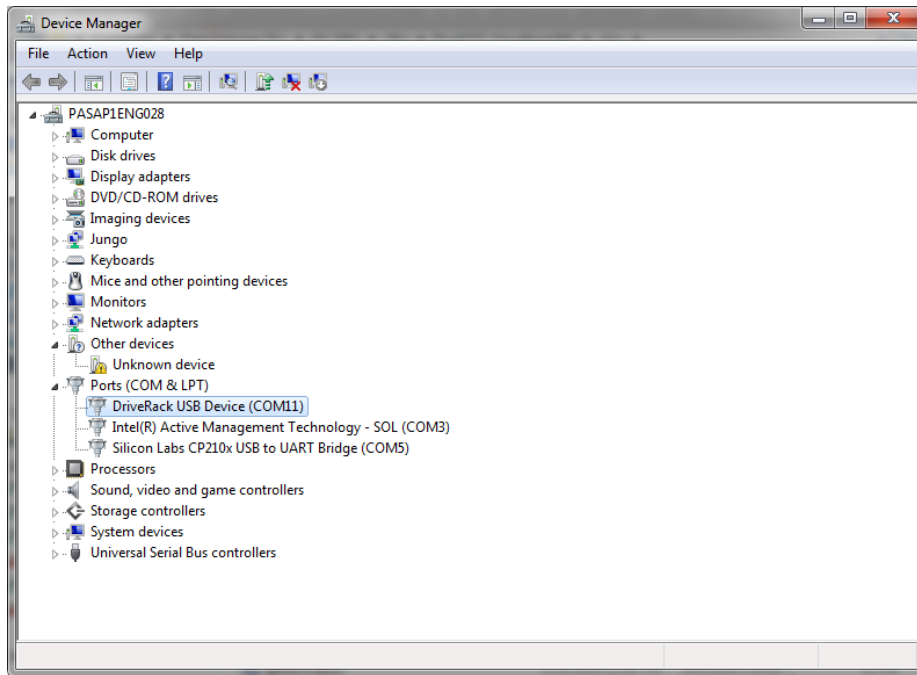 Device Manager
File Action View Help
PASAP1ENG028
Computer
Disk drives
Display adapters
DVD/CD-ROM drives
Imaging devices
Jungo
Keyboards
Mice and other pointing devices
Monitors
Network adapters
Other devices
Unknown device
Ports (COM & LPT)
DriveRack USB Device (COM11)
Intel(R) Active Management Technology - SOL (COM3)
Silicon Labs CP210x USB to UART Bridge (COM5)
Processors
Sound, video and game controllers
Storage controllers
System devices
Universal Serial Bus controllers